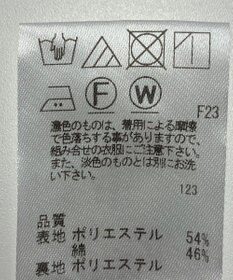 F W
F23
濃色のものは、着用による摩擦
で色落ちする事がありますので、
組み合せの衣服にご注意下さい。
また、淡色のものとは別にお洗
い下さい。
123
品質
表地 ポリエステル 54%
綿 46%
裏地 ポリエステル